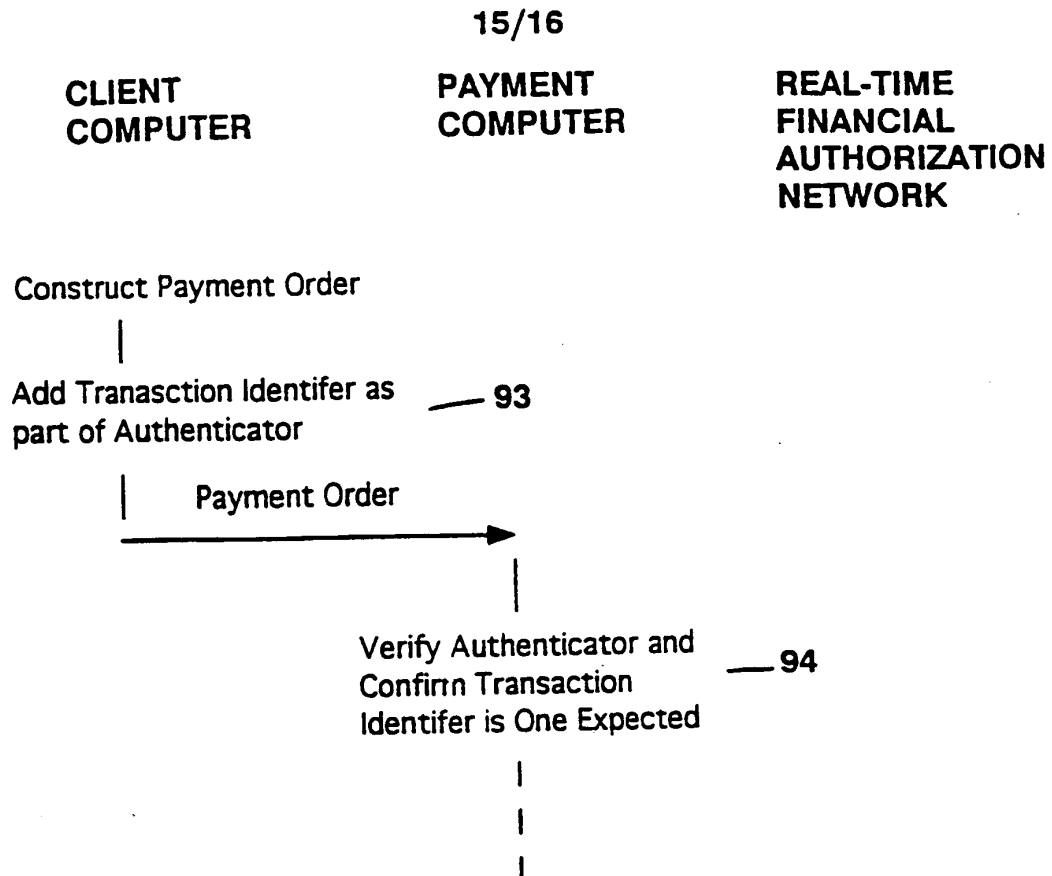 15/16
CLIENT
COMPUTER
PAYMENT
COMPUTER
REAL-TIME
FINANCIAL
AUTHORIZATION
NETWORK
Construct Payment Order
Add Tranasction Identifer as
part of Authenticator
93
Payment Order
Verify Authenticator and
Confirm Transaction
Identifer is One Expected
94